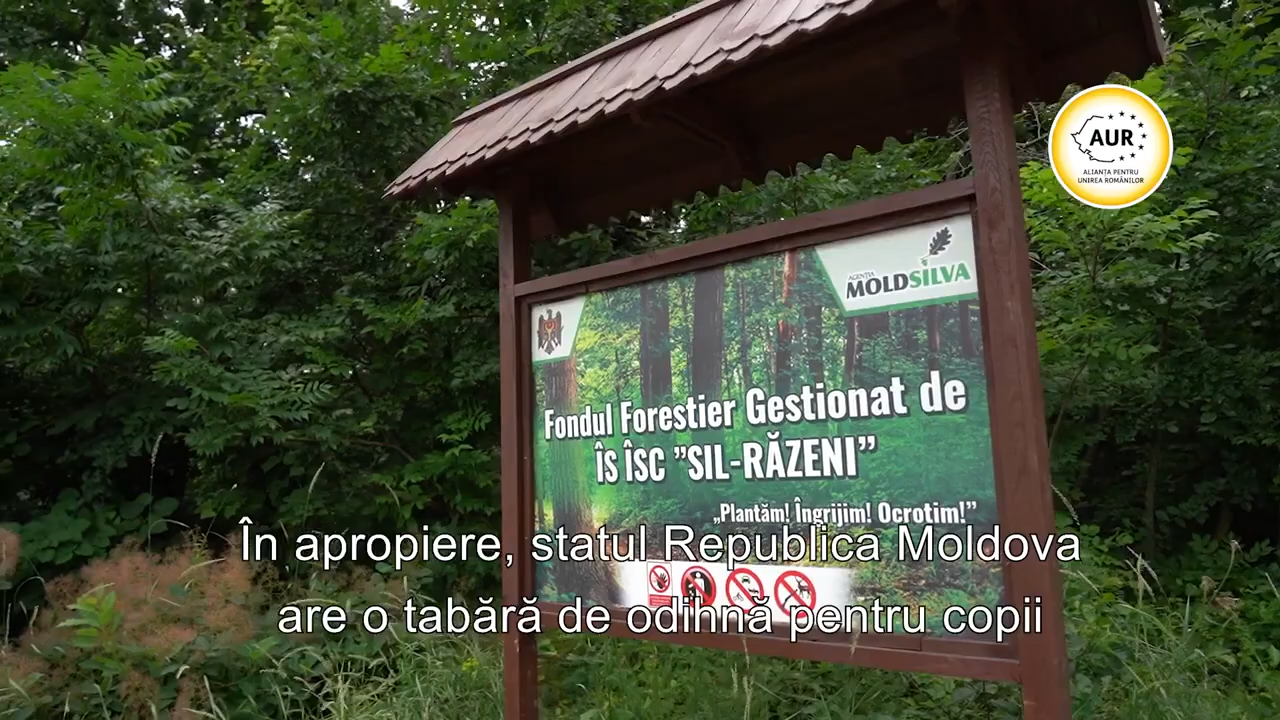 AUR
ALIANȚA PENTRU
UNIREA ROMÂNILOR
AGENȚIA
MOLDSILVA
Fondul Forestier Gestionat de
ÎS ÎSC ”SIL-RĂZENI”
„Plantăm! Îngrijim! Ocrotim!”
În apropiere, statul Republica Moldova
are o tabără de odihnă pentru copii